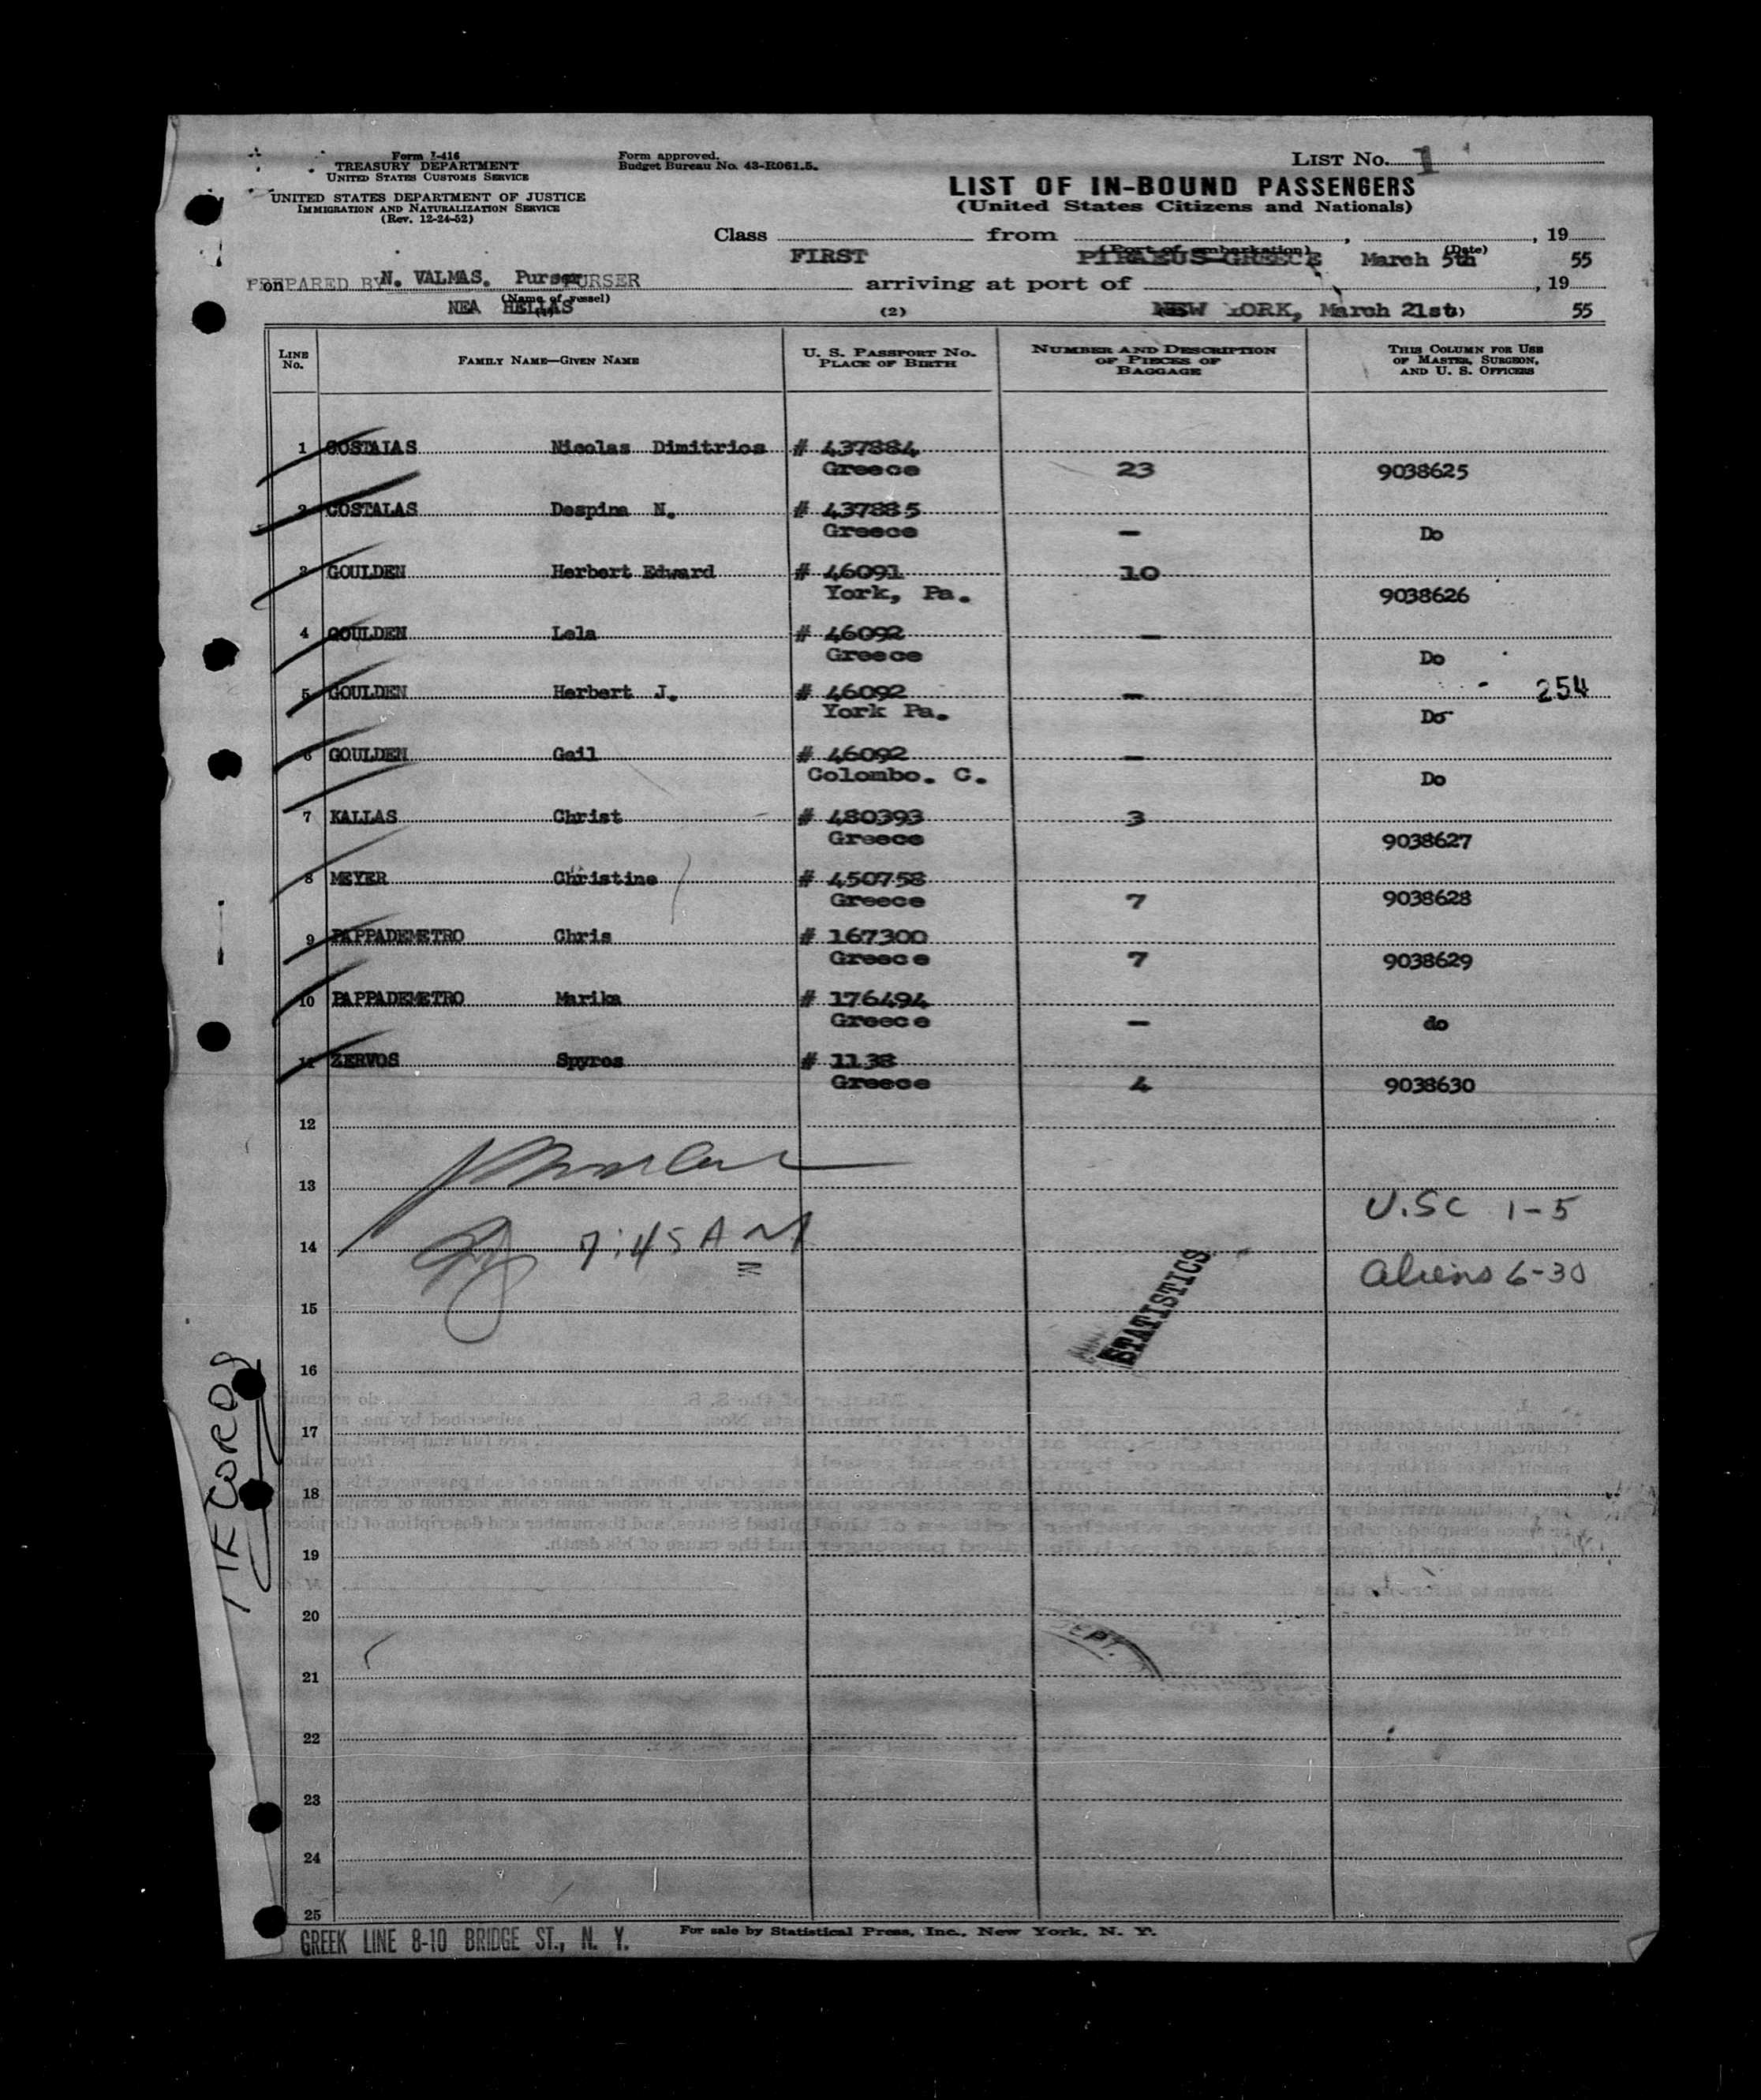 Form I-416
TREASURY DEPARTMENT
UNITED STATES CUSTOMS SERVICE
UNITED STATES DEPARTMENT OF JUSTICE
IMMIGRATION AND NATURALIZATION SERVICE
(Rev. 12-24-52)
Form approved.
Budget Bureau No. 43-R061.5.
LIST No. 1
LIST OF IN-BOUND PASSENGERS
(United States Citizens and Nationals)
Class from , , 19
(Port of embarkation) (Date)
FIRST PIRAEUS GREECE March 5th 55
PREPARED BY N. VALMAS. Purser PURSER
on arriving at port of , 19
(Name of vessel)
NEA HELLAS (2) NEW YORK, March 21st 55
LINE No. FAMILY NAME—GIVEN NAME U. S. PASSPORT No. PLACE OF BIRTH NUMBER AND DESCRIPTION OF PIECES OF BAGGAGE THIS COLUMN FOR USE OF MASTER, SURGEON, AND U. S. OFFICERS
1 COSTALAS Nicolas Dimitrios # 437884
Greece 23 9038625
2 COSTALAS Despina N. # 437885
Greece — Do
3 GOULDEN Herbert Edward # 46091 10
York, Pa. 9038626
4 GOULDEN Lela # 46092 —
Greece Do
5 GOULDEN Herbert J. # 46092 — 254
York Pa. Do
6 GOULDEN Gail # 46092 —
Colombo. C. Do
7 KALLAS Christ # 480393 3
Greece 9038627
8 MEYER Christine # 450758
Greece 7 9038628
9 PAPPADEMETRO Chris # 167300
Greece 7 9038629
10 PAPPADEMETRO Marika # 176494
Greece — do
11 ZERVOS Spyros # 1138
Greece 4 9038630
12
13
U.SC 1-5
14 7:45 AM
Aliens 6-30
STATISTICS
15
16
17
18
19
20
DEPT.
21
22
23
24
25
GREEK LINE 8-10 BRIDGE ST., N. Y.
For sale by Statistical Press, Inc., New York, N. Y.